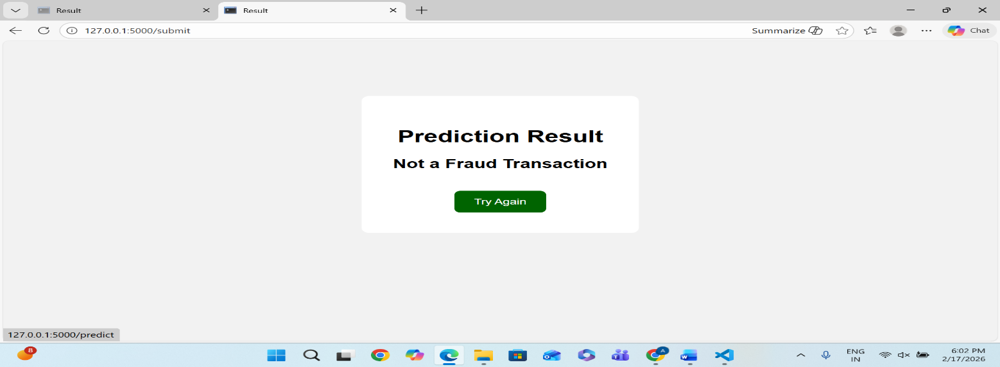 Result
Result
127.0.0.1:5000/submit
Summarize
Chat
Prediction Result
Not a Fraud Transaction
Try Again
127.0.0.1:5000/predict
8
A
ENG
IN
6:02 PM
2/17/2026